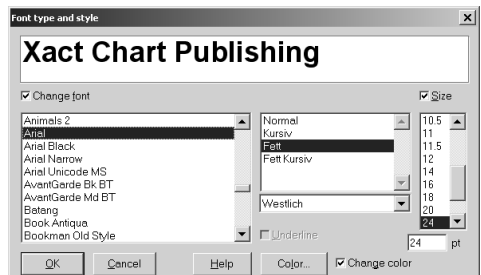 Font type and style
Xact Chart Publishing
Change font
Size
Animals 2
Arial
Arial Black
Arial Narrow
Arial Unicode MS
AvantGarde Bk BT
AvantGarde Md BT
Batang
Book Antiqua
Bookman Old Style
Normal
Kursiv
Fett
Fett Kursiv
Westlich
Underline
10.5
11
11.5
12
14
16
18
20
24
24 pt
OK
Cancel
Help
Color...
Change color